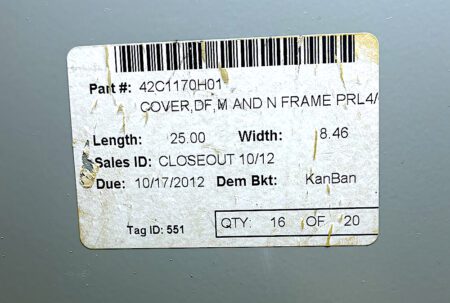 Part #: 42C1170H01
COVER,DF,M AND N FRAME PRL4/
Length: 25.00 Width: 8.46
Sales ID: CLOSEOUT 10/12
Due: 10/17/2012 Dem Bkt: KanBan
Tag ID: 551 QTY: 16 OF 20